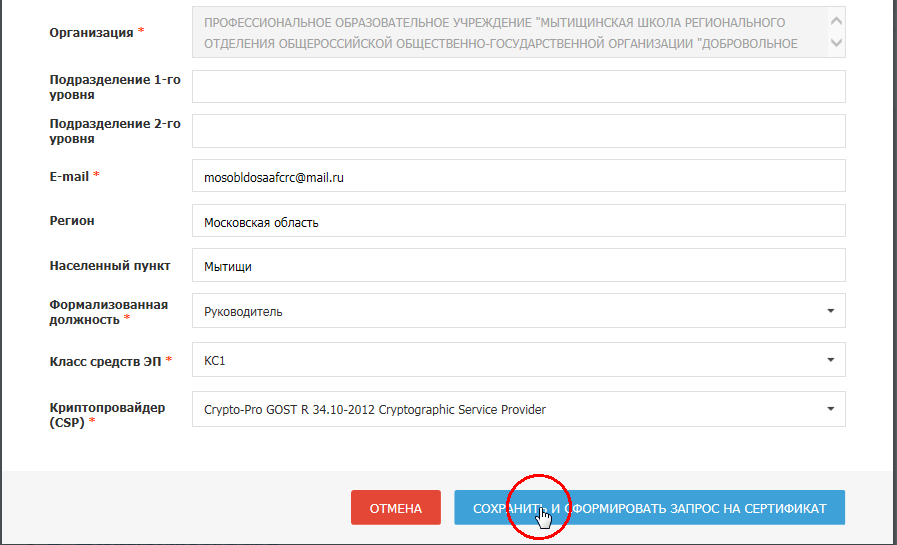 Организация *
ПРОФЕССИОНАЛЬНОЕ ОБРАЗОВАТЕЛЬНОЕ УЧРЕЖДЕНИЕ "МЫТИЩИНСКАЯ ШКОЛА РЕГИОНАЛЬНОГО
ОТДЕЛЕНИЯ ОБЩЕРОССИЙСКОЙ ОБЩЕСТВЕННО-ГОСУДАРСТВЕННОЙ ОРГАНИЗАЦИИ "ДОБРОВОЛЬНОЕ
Подразделение 1-го
уровня
Подразделение 2-го
уровня
E-mail *
mosobldosaafcrc@mail.ru
Регион
Московская область
Населенный пункт
Мытищи
Формализованная
должность *
Руководитель
Класс средств ЭП *
КС1
Криптопровайдер
(CSP) *
Crypto-Pro GOST R 34.10-2012 Cryptographic Service Provider
ОТМЕНА
СОХРАНИТЬ И СФОРМИРОВАТЬ ЗАПРОС НА СЕРТИФИКАТ